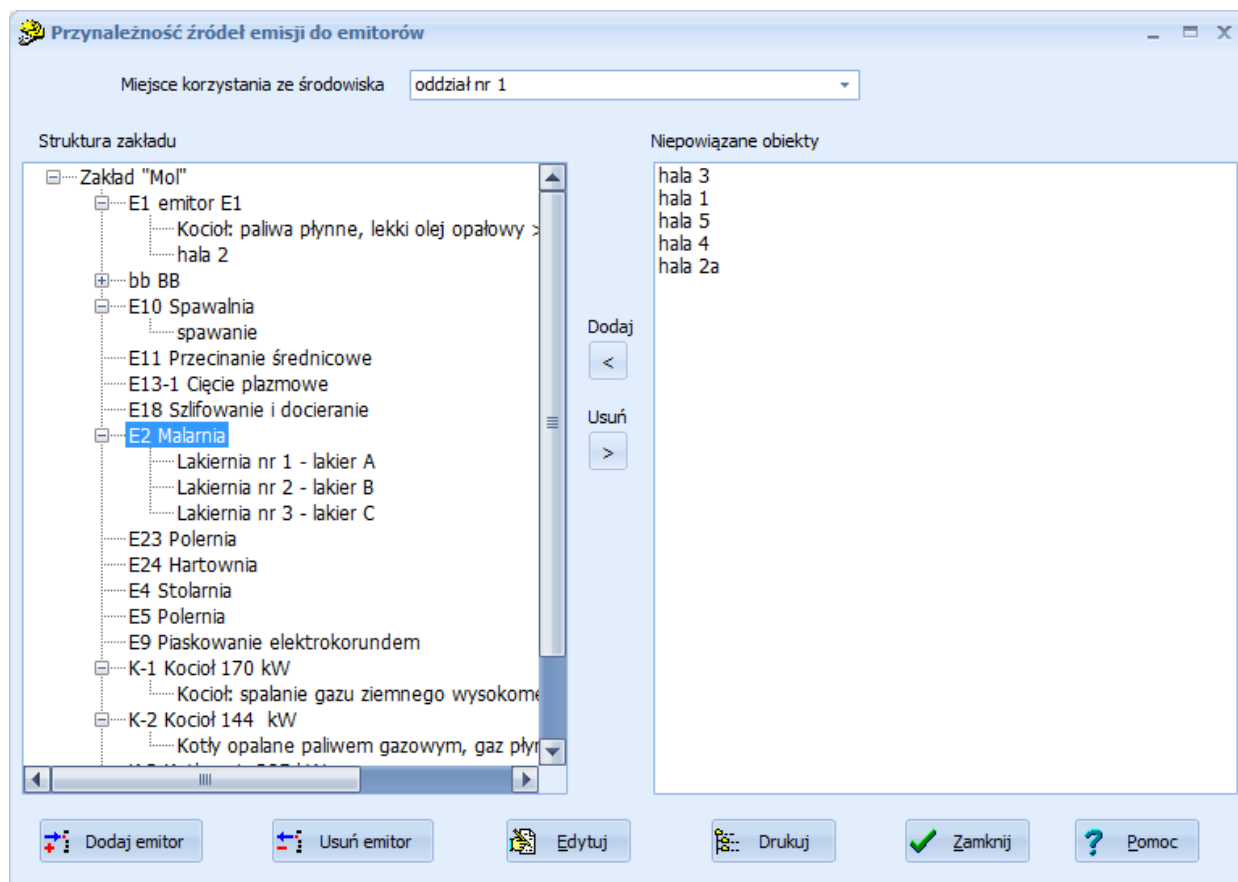 Przynależność źródeł emisji do emitorów
Miejsce korzystania ze środowiska oddział nr 1
Struktura zakładu
Zakład "Mol"
E1 emitor E1
Kocioł: paliwa płynne, lekki olej opałowy >
hala 2
bb BB
E10 Spawalnia
spawanie
E11 Przecinanie średnicowe
E13-1 Cięcie plazmowe
E18 Szlifowanie i docieranie
E2 Malarnia
Lakiernia nr 1 - lakier A
Lakiernia nr 2 - lakier B
Lakiernia nr 3 - lakier C
E23 Polernia
E24 Hartownia
E4 Stolarnia
E5 Polernia
E9 Piaskowanie elektrokorundem
K-1 Kocioł 170 kW
Kocioł: spalanie gazu ziemnego wysokome
K-2 Kocioł 144 kW
Kotły opalane paliwem gazowym, gaz płyn
Dodaj
<
Usuń
>
Niepowiązane obiekty
hala 3
hala 1
hala 5
hala 4
hala 2a
Dodaj emitor Usuń emitor Edytuj Drukuj Zamknij Pomoc